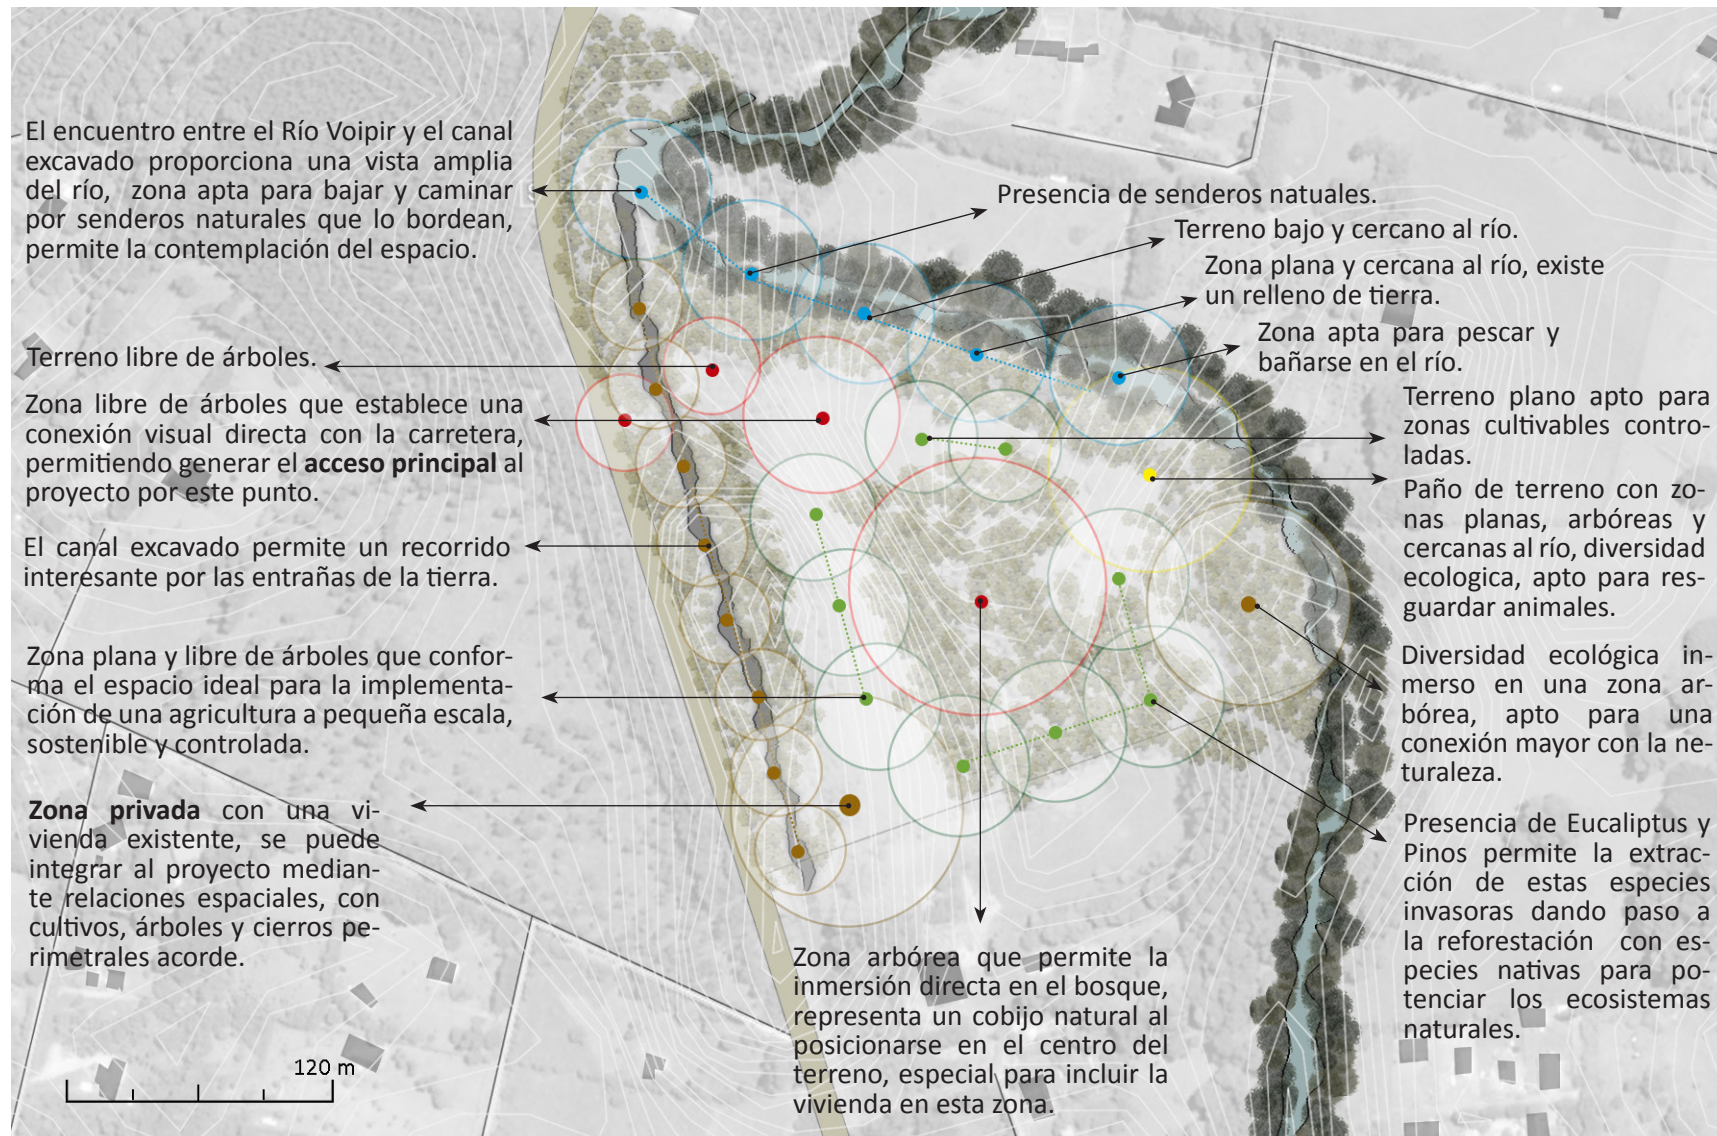 El encuentro entre el Río Voipir y el canal
excavado proporciona una vista amplia
del río, zona apta para bajar y caminar
por senderos naturales que lo bordean,
permite la contemplación del espacio.
Terreno libre de árboles.
Zona libre de árboles que establece una
conexión visual directa con la carretera,
permitiendo generar el acceso principal al
proyecto por este punto.
El canal excavado permite un recorrido
interesante por las entrañas de la tierra.
Zona plana y libre de árboles que confor-
ma el espacio ideal para la implementa-
ción de una agricultura a pequeña escala,
sostenible y controlada.
Zona privada con una vi-
vienda existente, se puede
integrar al proyecto median-
te relaciones espaciales, con
cultivos, árboles y cierros pe-
rimetrales acorde.
120 m
Presencia de senderos natuales.
Terreno bajo y cercano al río.
Zona plana y cercana al río, existe
un relleno de tierra.
Zona apta para pescar y
bañarse en el río.
Terreno plano apto para
zonas cultivables contro-
ladas.
Paño de terreno con zo-
nas planas, arbóreas y
cercanas al río, diversidad
ecologica, apto para res-
guardar animales.
Diversidad ecológica in-
merso en una zona ar-
bórea, apto para una
conexión mayor con la ne-
turaleza.
Presencia de Eucaliptus y
Pinos permite la extrac-
ción de estas especies
invasoras dando paso a
la reforestación con es-
pecies nativas para po-
tenciar los ecosistemas
naturales.
Zona arbórea que permite la
inmersión directa en el bosque,
representa un cobijo natural al
posicionarse en el centro del
terreno, especial para incluir la
vivienda en esta zona.